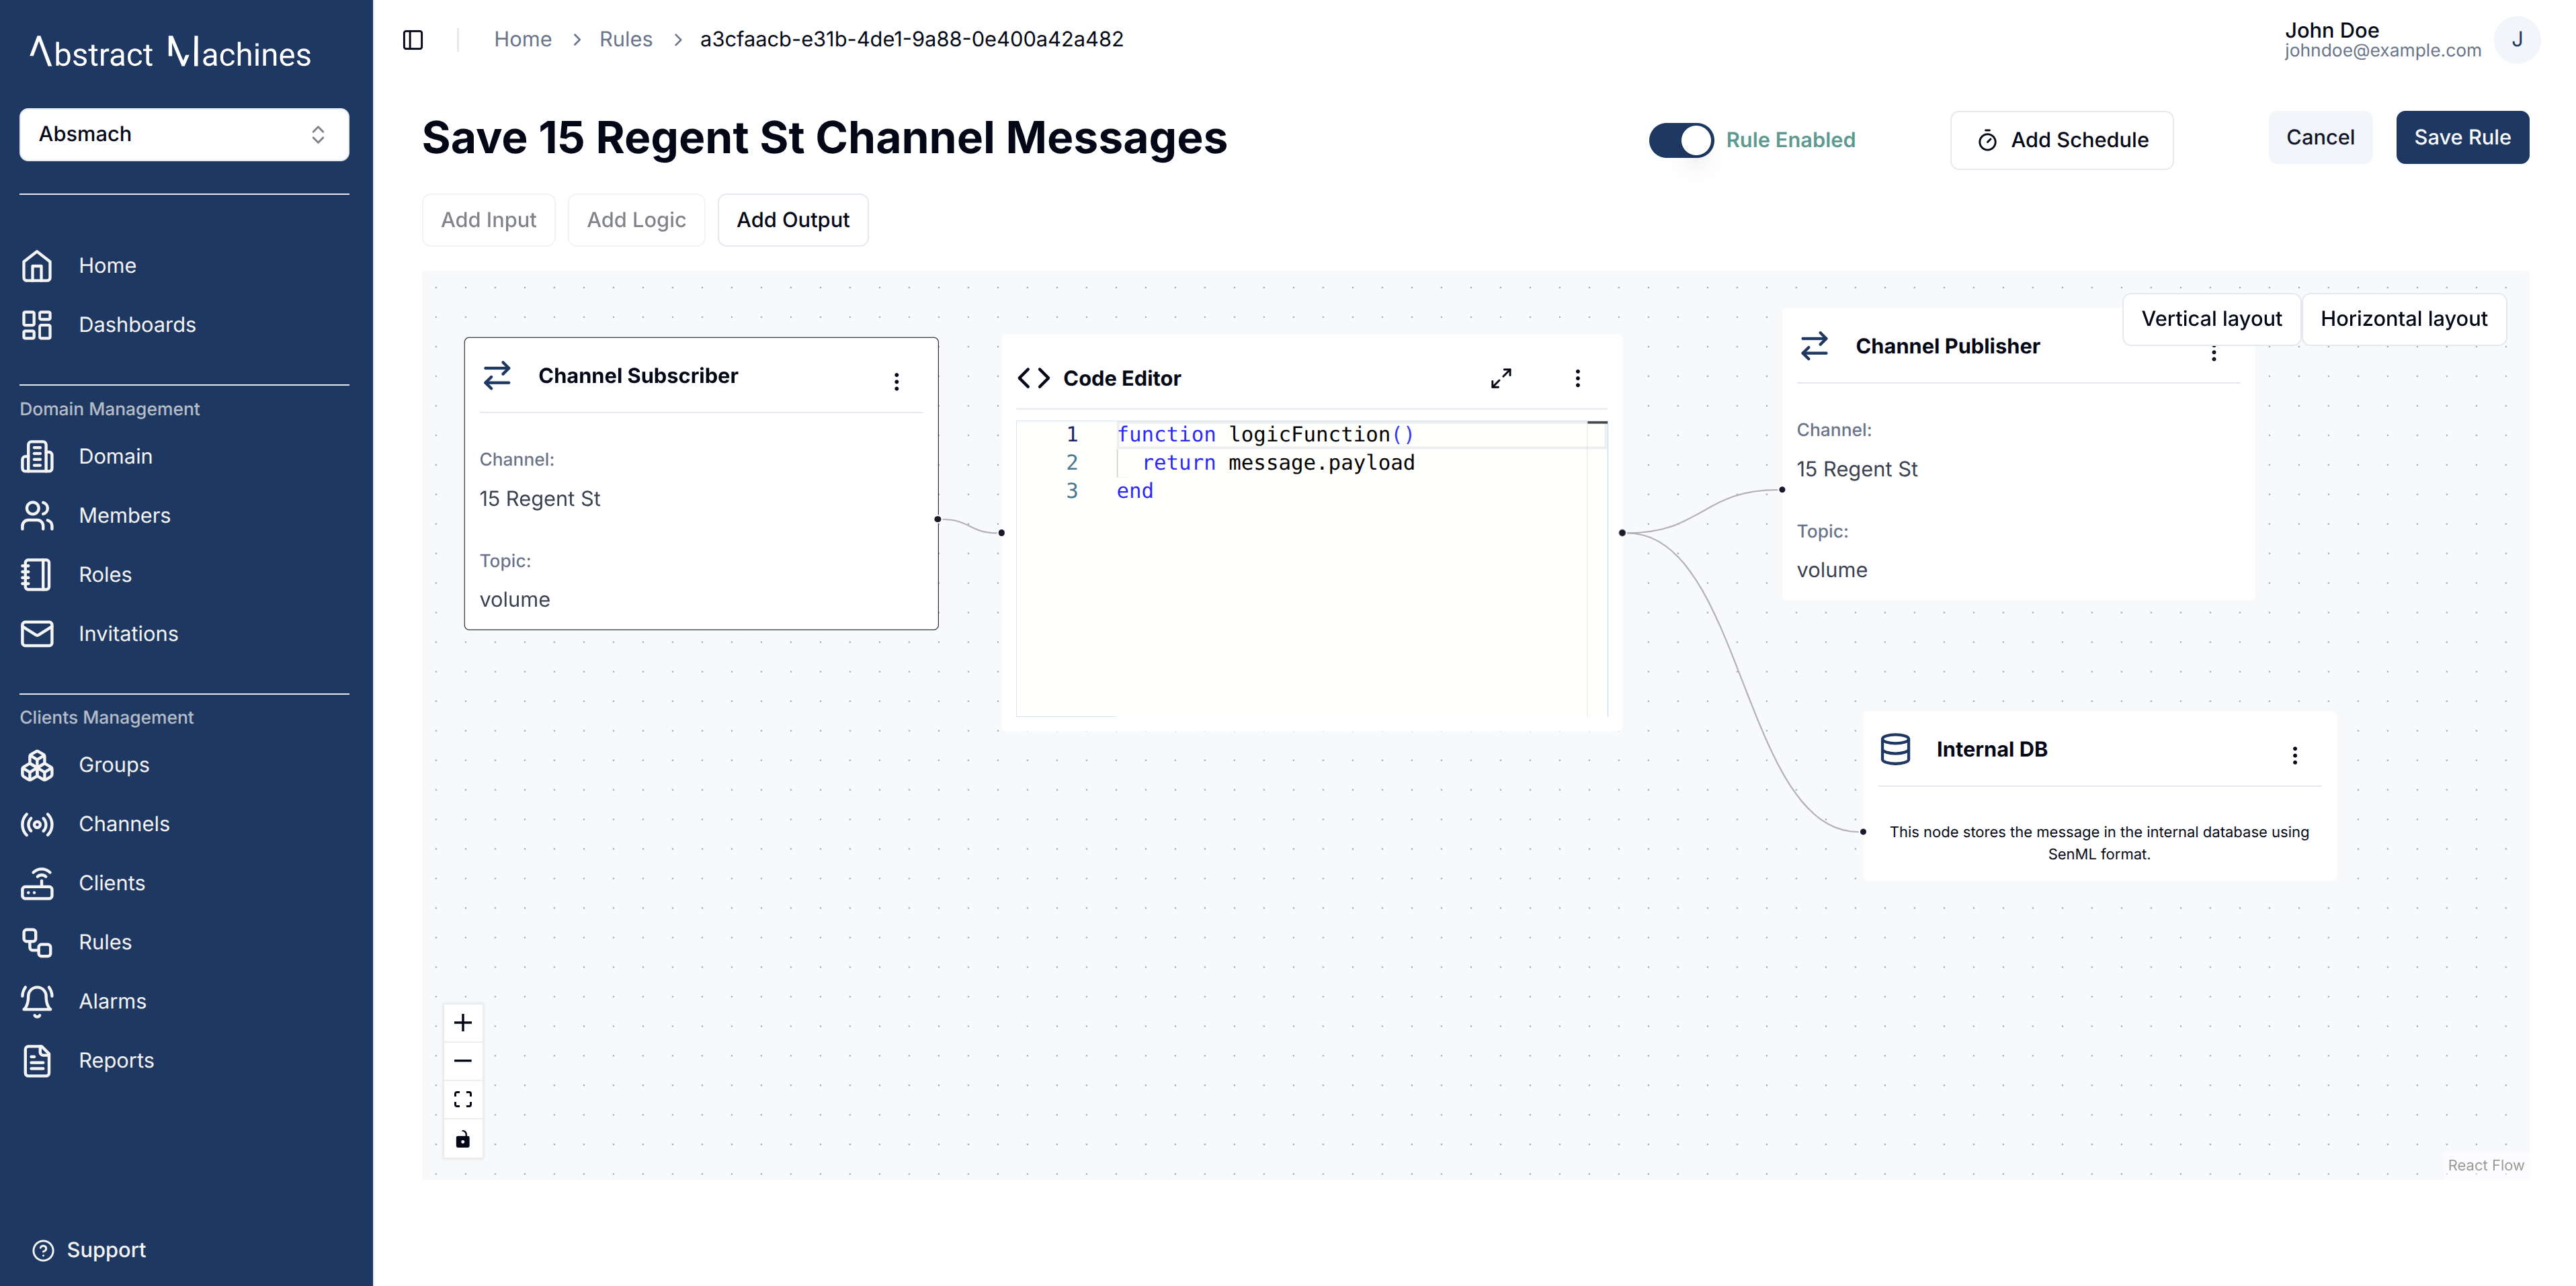 Abstract Machines
Absmach
Home
Dashboards
Domain Management
Domain
Members
Roles
Invitations
Clients Management
Groups
Channels
Clients
Rules
Alarms
Reports
Support
Home > Rules > a3cfaacb-e31b-4de1-9a88-0e400a42a482
John Doe
johndoe@example.com
J
Save 15 Regent St Channel Messages
Rule Enabled
Add Schedule
Cancel
Save Rule
Add Input
Add Logic
Add Output
Vertical layout
Horizontal layout
Channel Subscriber
Channel:
15 Regent St
Topic:
volume
Code Editor
1 function logicFunction()
2 return message.payload
3 end
Channel Publisher
Channel:
15 Regent St
Topic:
volume
Internal DB
This node stores the message in the internal database using
SenML format.
React Flow